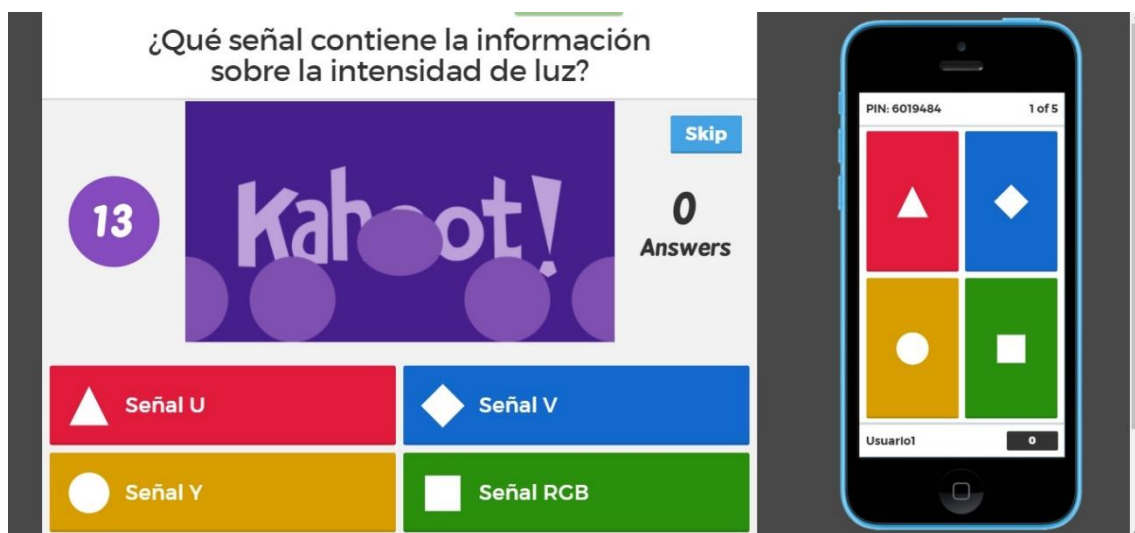 ¿Qué señal contiene la información
sobre la intensidad de luz?
Skip
13
Kahoot!
0
Answers
Señal U
Señal V
Señal Y
Señal RGB
PIN: 6019484
1 of 5
Usuario1
0